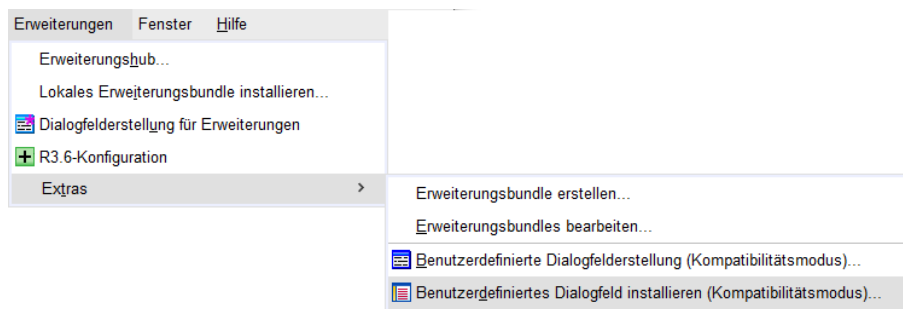 Erweiterungen Fenster Hilfe
Erweiterungshub...
Lokales Erweiterungsbundle installieren...
Dialogfelderstellung für Erweiterungen
R3.6-Konfiguration
Extras
Erweiterungsbundle erstellen...
Erweiterungsbundles bearbeiten...
Benutzerdefinierte Dialogfelderstellung (Kompatibilitätsmodus)...
Benutzerdefiniertes Dialogfeld installieren (Kompatibilitätsmodus)...